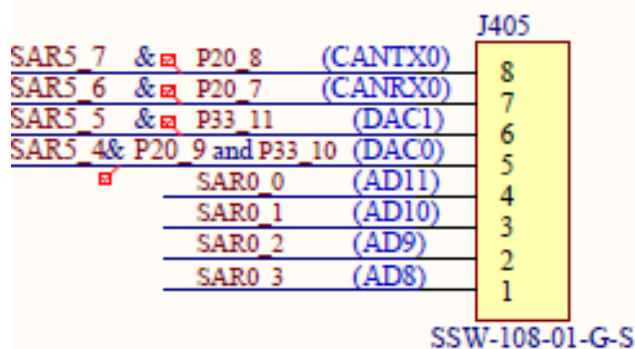 J405
SAR5_7 & P20_8 (CANTX0) 8
SAR5_6 & P20_7 (CANRX0) 7
SAR5_5 & P33_11 (DAC1) 6
SAR5_4& P20_9 and P33_10 (DAC0) 5
SAR0_0 (AD11) 4
SAR0_1 (AD10) 3
SAR0_2 (AD9) 2
SAR0_3 (AD8) 1
SSW-108-01-G-S